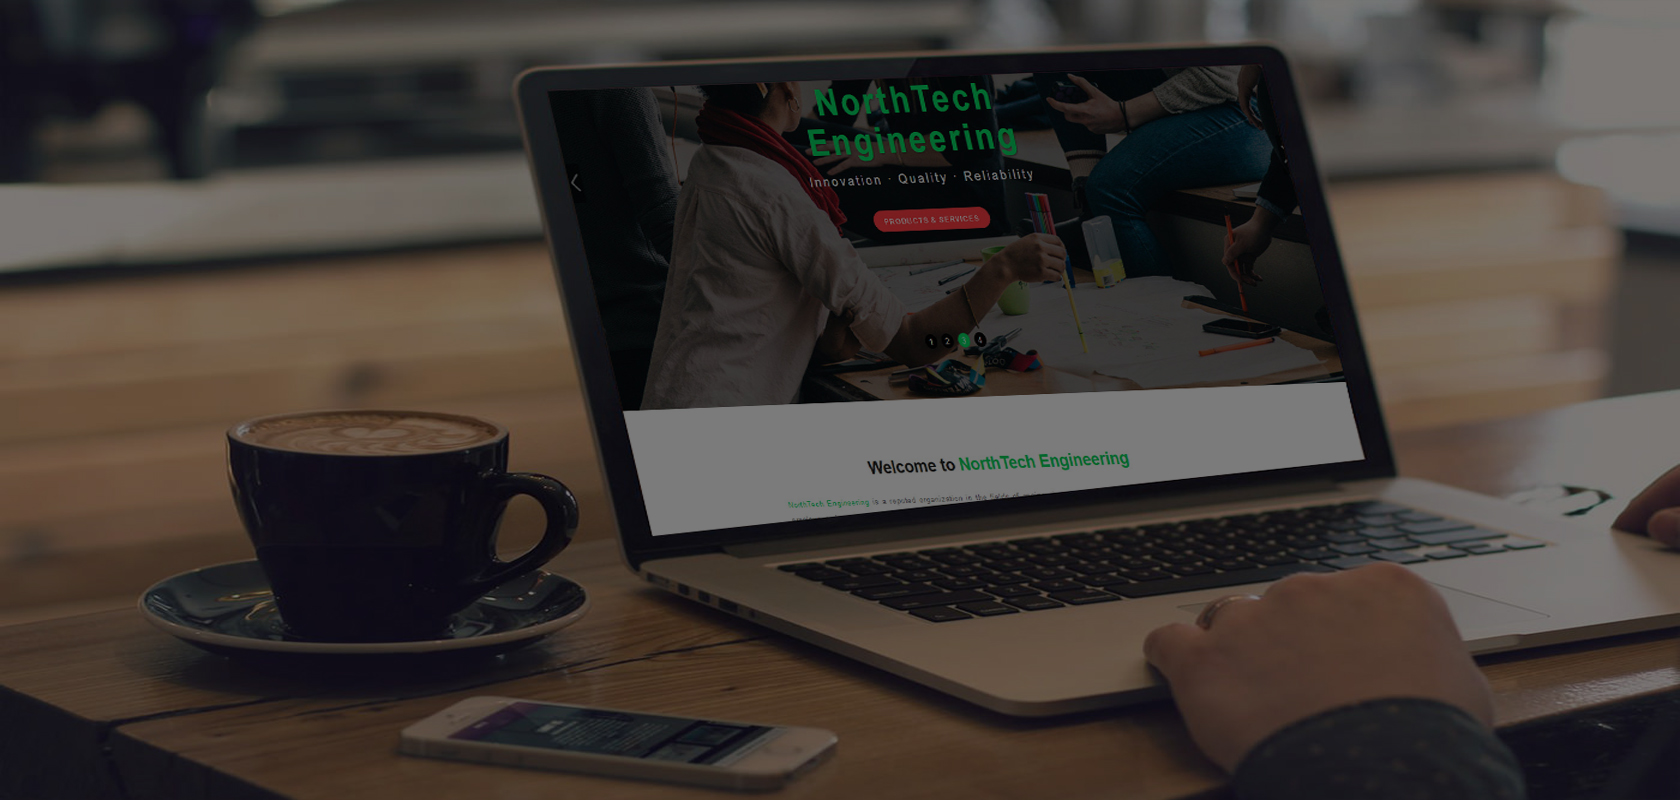 NorthTech
Engineering
Innovation · Quality · Reliability
PRODUCTS & SERVICES
1 2 3 4
Welcome to NorthTech Engineering
NorthTech Engineering is a reputed organization in the fields of